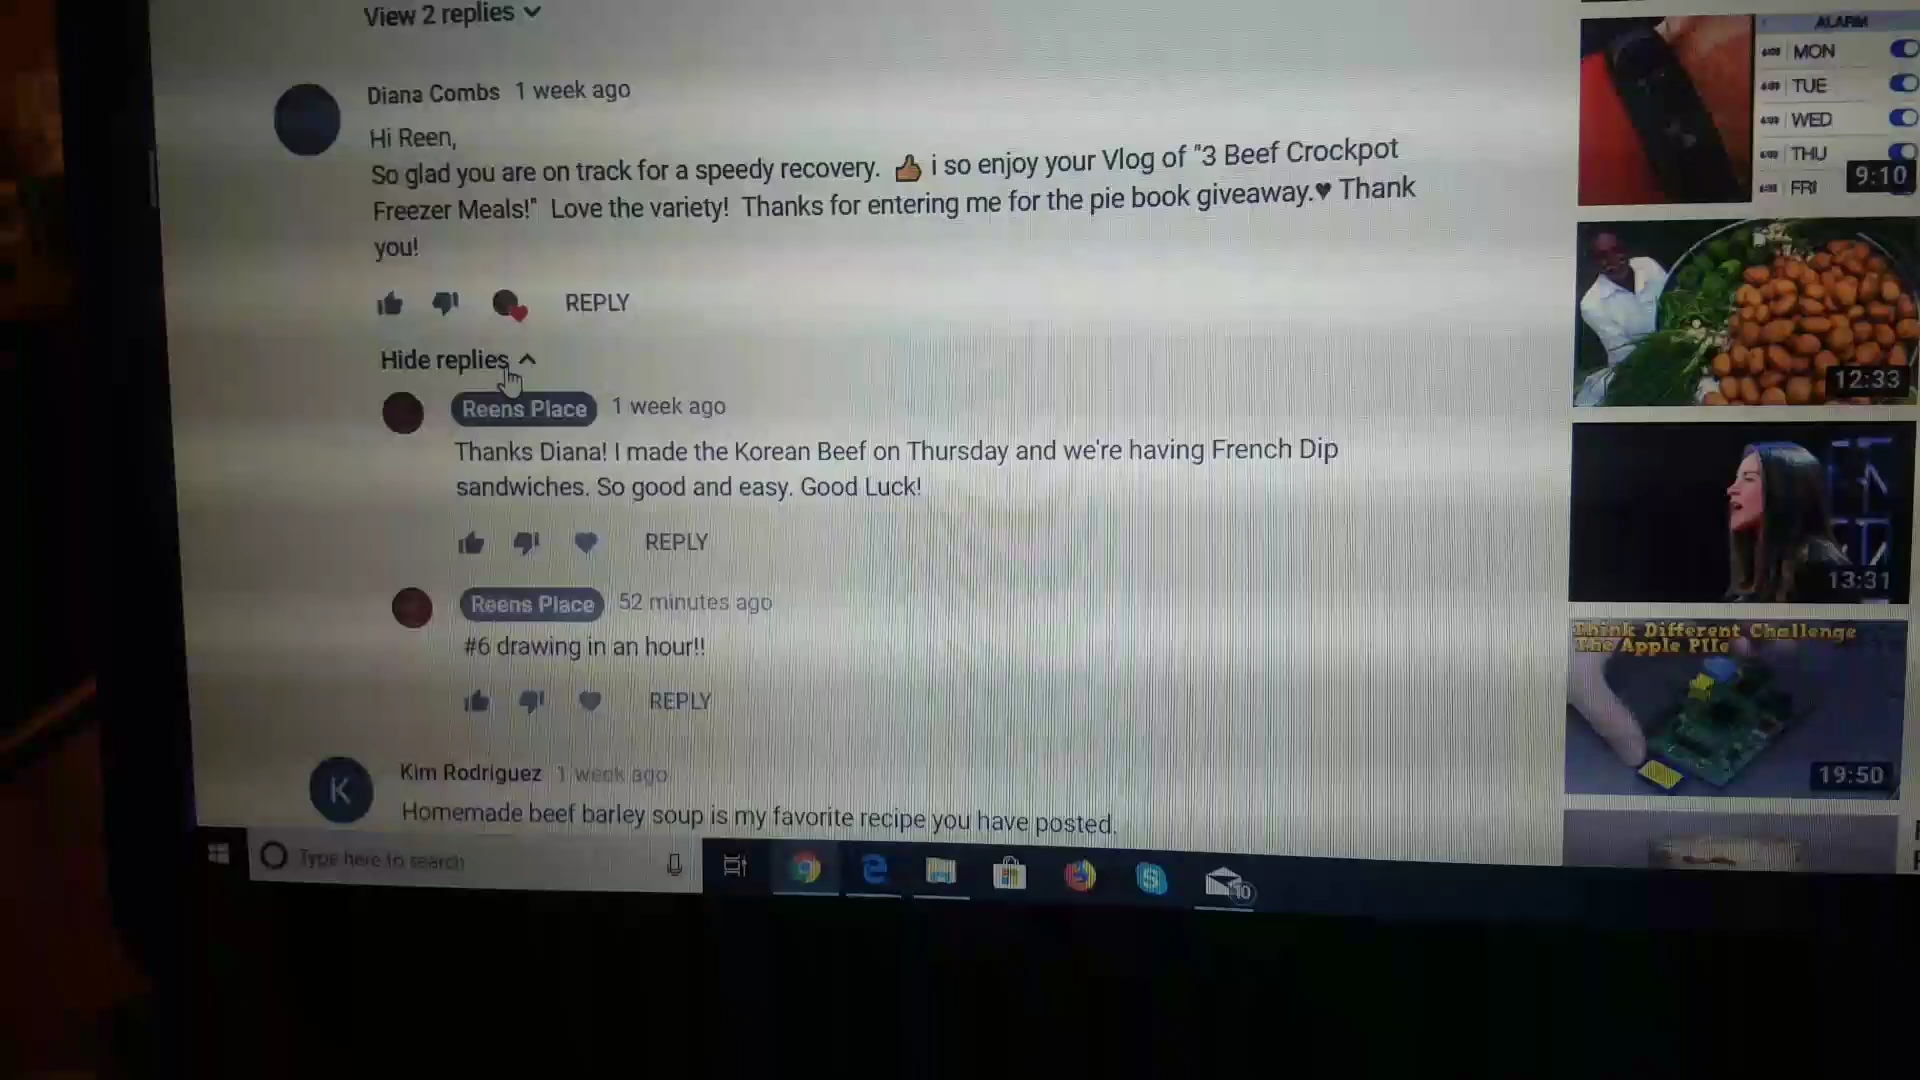 View 2 replies
Diana Combs 1 week ago
Hi Reen,
So glad you are on track for a speedy recovery. 👍 i so enjoy your Vlog of "3 Beef Crockpot
Freezer Meals!" Love the variety! Thanks for entering me for the pie book giveaway.♥ Thank
you!
REPLY
Hide replies
Reens Place 1 week ago
Thanks Diana! I made the Korean Beef on Thursday and we're having French Dip
sandwiches. So good and easy. Good Luck!
REPLY
Reens Place 52 minutes ago
#6 drawing in an hour!!
REPLY
K
Kim Rodriguez 1 week ago
Homemade beef barley soup is my favorite recipe you have posted.
Type here to search
10
ALARM
MON
TUE
WED
THU
FRI
9:10
12:33
13:31
Think Different Challenge
The Apple PIIe
19:50